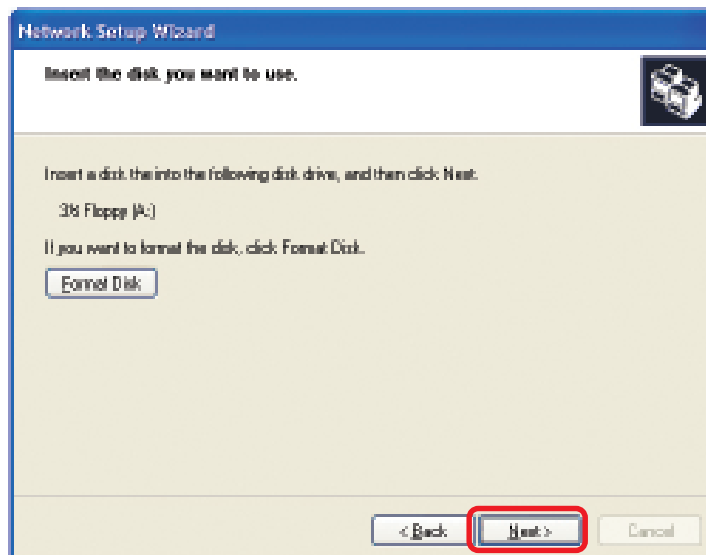 Network Setup Wizard
Insert the disk you want to use.
Insert a disk the into the following disk drive, and then click Next.
3½ Floppy (A:)
If you want to format the disk, click Format Disk.
Format Disk
< Back
Next >
Cancel